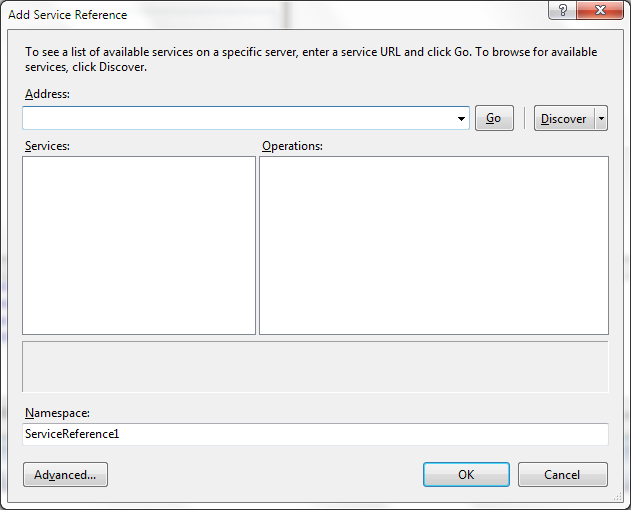 Add Service Reference
To see a list of available services on a specific server, enter a service URL and click Go. To browse for available
services, click Discover.
Address:
Go
Discover
Services:
Operations:
Namespace:
ServiceReference1
Advanced...
OK
Cancel